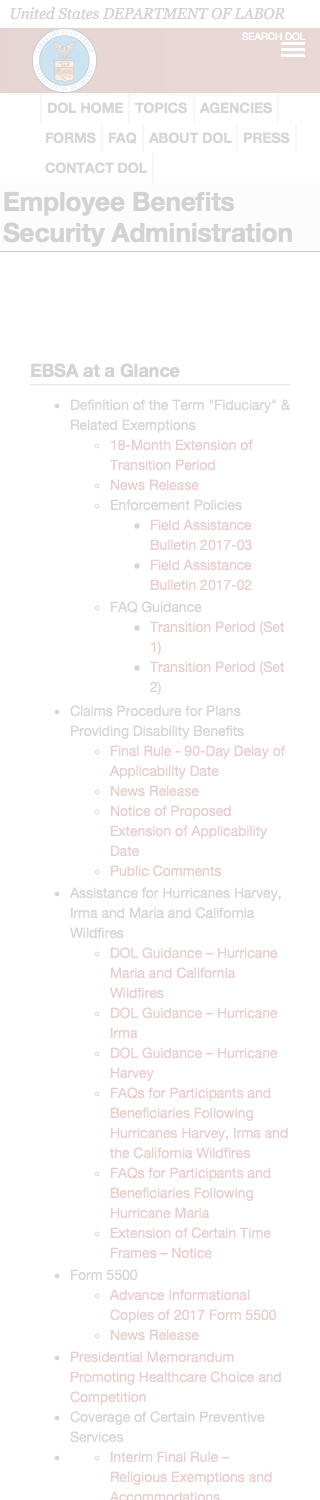 United States DEPARTMENT OF LABOR
SEARCH DOL
DOL HOME TOPICS AGENCIES
FORMS FAQ ABOUT DOL PRESS
CONTACT DOL
Employee Benefits
Security Administration
EBSA at a Glance
Definition of the Term "Fiduciary" &
Related Exemptions
18-Month Extension of
Transition Period
News Release
Enforcement Policies
Field Assistance
Bulletin 2017-03
Field Assistance
Bulletin 2017-02
FAQ Guidance
Transition Period (Set
1)
Transition Period (Set
2)
Claims Procedure for Plans
Providing Disability Benefits
Final Rule - 90-Day Delay of
Applicability Date
News Release
Notice of Proposed
Extension of Applicability
Date
Public Comments
Assistance for Hurricanes Harvey,
Irma and Maria and California
Wildfires
DOL Guidance – Hurricane
Maria and California
Wildfires
DOL Guidance – Hurricane
Irma
DOL Guidance – Hurricane
Harvey
FAQs for Participants and
Beneficiaries Following
Hurricanes Harvey, Irma and
the California Wildfires
FAQs for Participants and
Beneficiaries Following
Hurricane Maria
Extension of Certain Time
Frames – Notice
Form 5500
Advance Informational
Copies of 2017 Form 5500
News Release
Presidential Memorandum
Promoting Healthcare Choice and
Competition
Coverage of Certain Preventive
Services
Interim Final Rule –
Religious Exemptions and
Accommodations